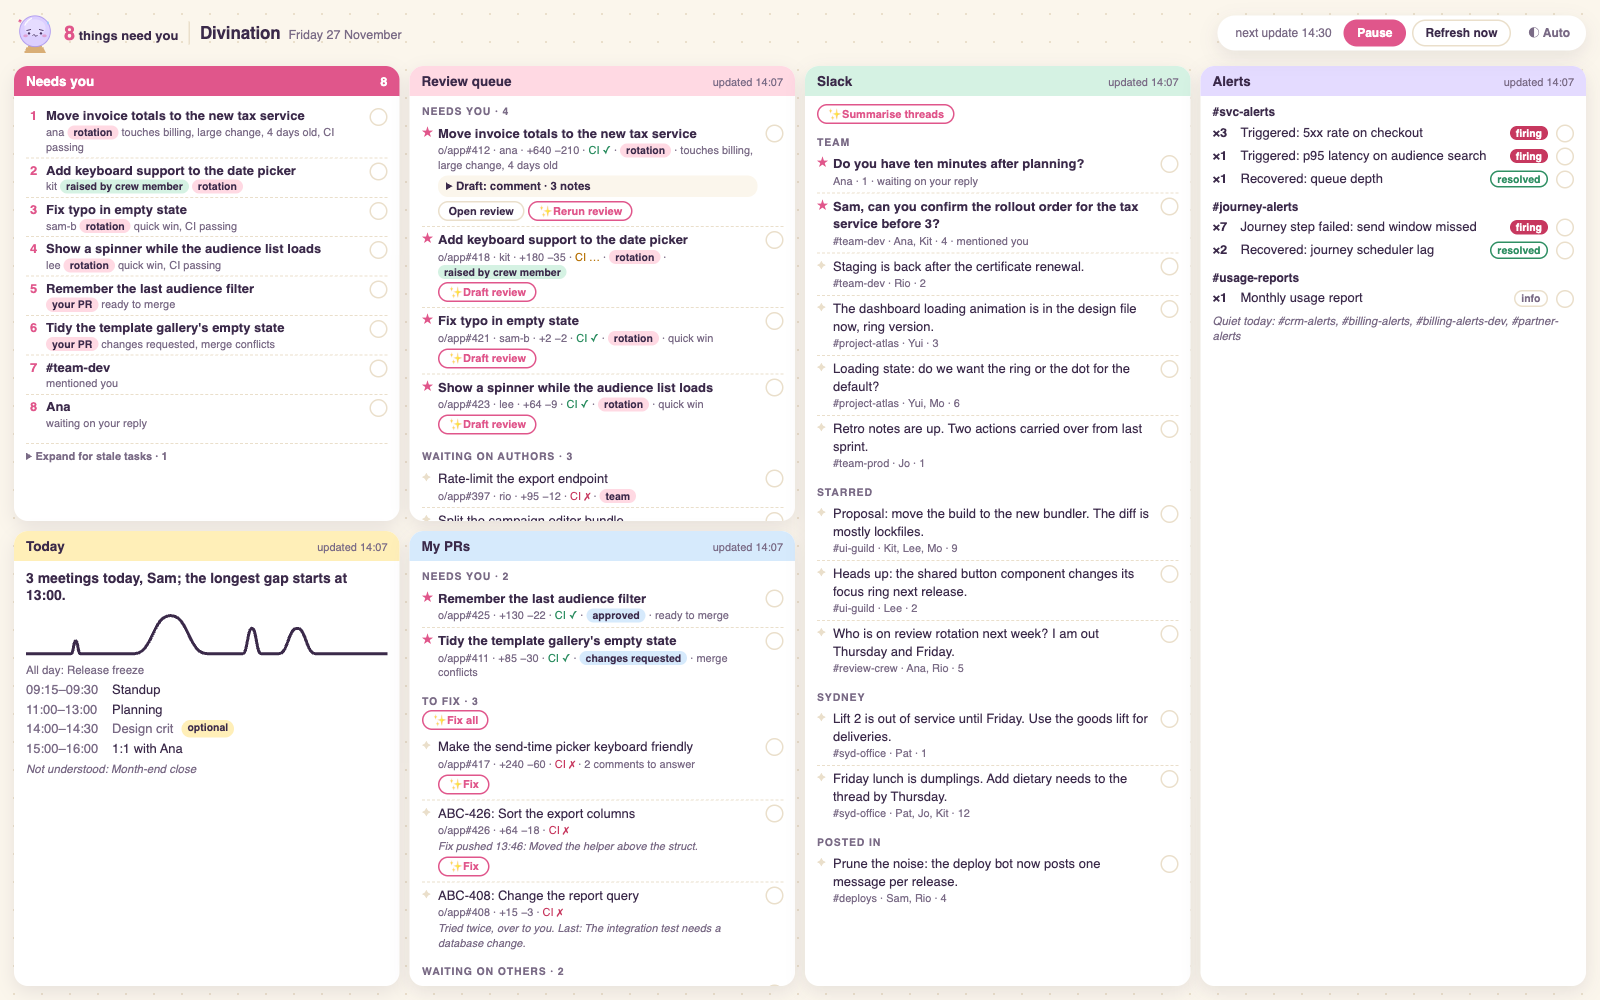 8 things need you
Divination Friday 27 November
next update 14:30
Pause
Refresh now
Auto
Needs you 8
1 Move invoice totals to the new tax service
ana rotation touches billing, large change, 4 days old, CI
passing
2 Add keyboard support to the date picker
kit raised by crew member rotation
3 Fix typo in empty state
sam-b rotation quick win, CI passing
4 Show a spinner while the audience list loads
lee rotation quick win, CI passing
5 Remember the last audience filter
your PR ready to merge
6 Tidy the template gallery's empty state
your PR changes requested, merge conflicts
7 #team-dev
mentioned you
8 Ana
waiting on your reply
Expand for stale tasks · 1
Today updated 14:07
3 meetings today, Sam; the longest gap starts at
13:00.
All day: Release freeze
09:15–09:30 Standup
11:00–13:00 Planning
14:00–14:30 Design crit optional
15:00–16:00 1:1 with Ana
Not understood: Month-end close
Review queue updated 14:07
NEEDS YOU · 4
Move invoice totals to the new tax service
o/app#412 · ana · +640 −210 · CI ✓ · rotation · touches billing,
large change, 4 days old
Draft: comment · 3 notes
Open review
✨Rerun review
Add keyboard support to the date picker
o/app#418 · kit · +180 −35 · CI … · rotation ·
raised by crew member
✨Draft review
Fix typo in empty state
o/app#421 · sam-b · +2 −2 · CI ✓ · rotation · quick win
✨Draft review
Show a spinner while the audience list loads
o/app#423 · lee · +64 −9 · CI ✓ · rotation · quick win
✨Draft review
WAITING ON AUTHORS · 3
Rate-limit the export endpoint
o/app#397 · rio · +95 −12 · CI ✗ · team
Split the campaign editor bundle
My PRs updated 14:07
NEEDS YOU · 2
Remember the last audience filter
o/app#425 · +130 −22 · CI ✓ · approved · ready to merge
Tidy the template gallery's empty state
o/app#411 · +85 −30 · CI ✓ · changes requested · merge
conflicts
TO FIX · 3
✨Fix all
Make the send-time picker keyboard friendly
o/app#417 · +240 −60 · CI ✗ · 2 comments to answer
✨Fix
ABC-426: Sort the export columns
o/app#426 · +64 −18 · CI ✗
Fix pushed 13:46: Moved the helper above the struct.
✨Fix
ABC-408: Change the report query
o/app#408 · +15 −3 · CI ✗
Tried twice, over to you. Last: The integration test needs a
database change.
WAITING ON OTHERS · 2
Slack updated 14:07
✨Summarise threads
TEAM
Do you have ten minutes after planning?
Ana · 1 · waiting on your reply
Sam, can you confirm the rollout order for the tax
service before 3?
#team-dev · Ana, Kit · 4 · mentioned you
Staging is back after the certificate renewal.
#team-dev · Rio · 2
The dashboard loading animation is in the design file
now, ring version.
#project-atlas · Yui · 3
Loading state: do we want the ring or the dot for the
default?
#project-atlas · Yui, Mo · 6
Retro notes are up. Two actions carried over from last
sprint.
#team-prod · Jo · 1
STARRED
Proposal: move the build to the new bundler. The diff is
mostly lockfiles.
#ui-guild · Kit, Lee, Mo · 9
Heads up: the shared button component changes its
focus ring next release.
#ui-guild · Lee · 2
Who is on review rotation next week? I am out
Thursday and Friday.
#review-crew · Ana, Rio · 5
SYDNEY
Lift 2 is out of service until Friday. Use the goods lift for
deliveries.
#syd-office · Pat · 1
Friday lunch is dumplings. Add dietary needs to the
thread by Thursday.
#syd-office · Pat, Jo, Kit · 12
POSTED IN
Prune the noise: the deploy bot now posts one
message per release.
#deploys · Sam, Rio · 4
Alerts updated 14:07
#svc-alerts
×3 Triggered: 5xx rate on checkout firing
×1 Triggered: p95 latency on audience search firing
×1 Recovered: queue depth resolved
#journey-alerts
×7 Journey step failed: send window missed firing
×2 Recovered: journey scheduler lag resolved
#usage-reports
×1 Monthly usage report info
Quiet today: #crm-alerts, #billing-alerts, #billing-alerts-dev, #partner-
alerts